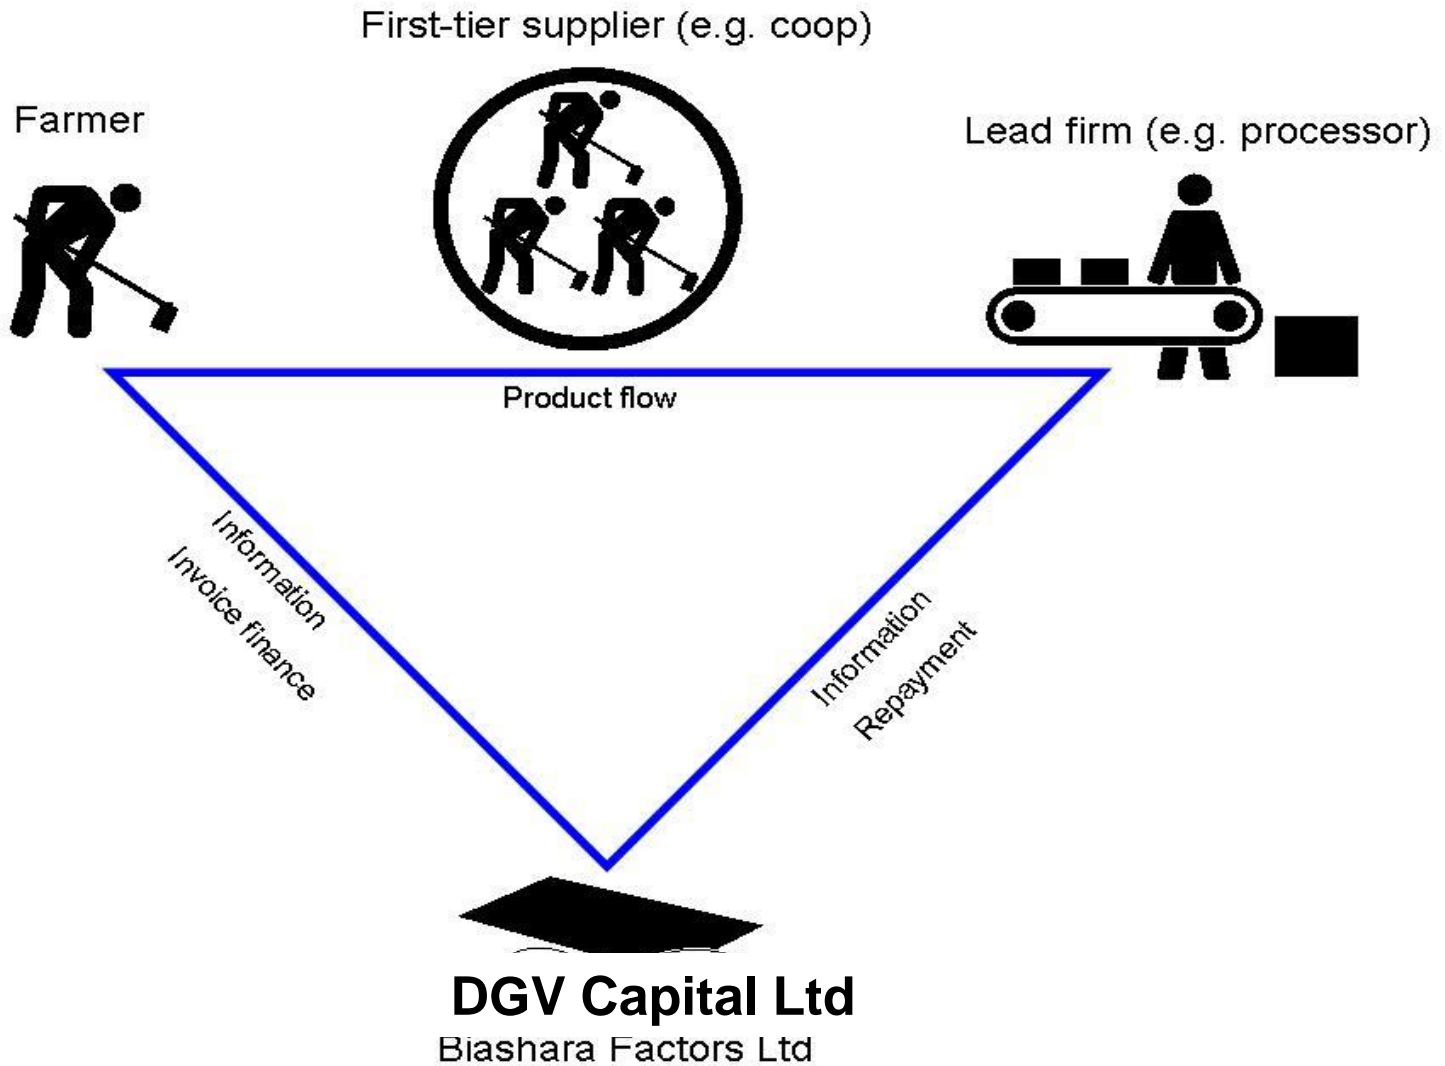 First-tier supplier (e.g. coop)
Farmer
Lead firm (e.g. processor)
Product flow
Information
Invoice finance
Information
Repayment
DGV Capital Ltd
Biashara Factors Ltd